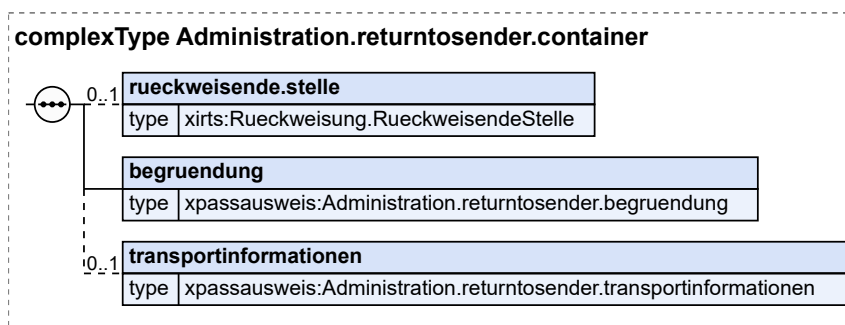 complexType Administration.returntosender.container
0..1
rueckweisende.stelle
type xirts:Rueckweisung.RueckweisendeStelle
begruendung
type xpassausweis:Administration.returntosender.begruendung
0..1
transportinformationen
type xpassausweis:Administration.returntosender.transportinformationen